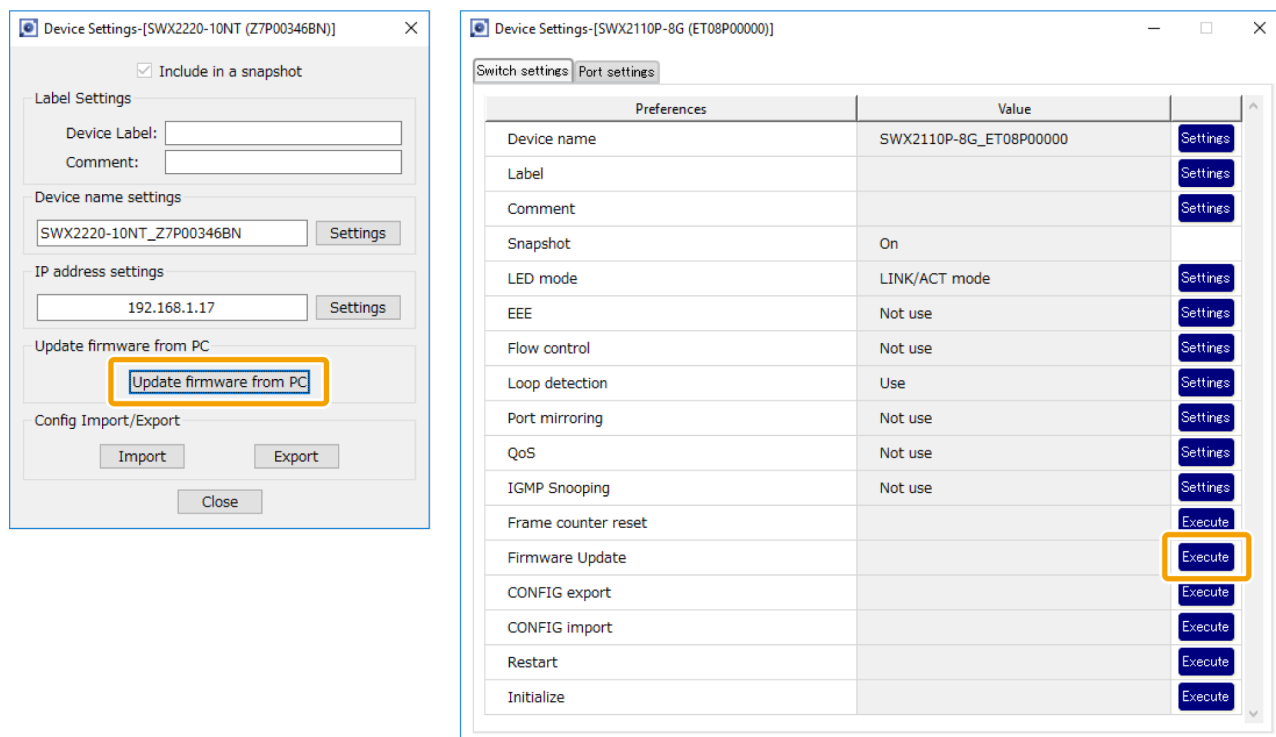 Device Settings-[SWX2220-10NT (Z7P00346BN)]
Include in a snapshot
Label Settings
Device Label:
Comment:
Device name settings
SWX2220-10NT_Z7P00346BN Settings
IP address settings
192.168.1.17 Settings
Update firmware from PC
Update firmware from PC
Config Import/Export
Import Export
Close
Device Settings-[SWX2110P-8G (ET08P00000)]
Switch settings Port settings
Preferences Value
Device name SWX2110P-8G_ET08P00000 Settings
Label Settings
Comment Settings
Snapshot On
LED mode LINK/ACT mode Settings
EEE Not use Settings
Flow control Not use Settings
Loop detection Use Settings
Port mirroring Not use Settings
QoS Not use Settings
IGMP Snooping Not use Settings
Frame counter reset Execute
Firmware Update Execute
CONFIG export Execute
CONFIG import Execute
Restart Execute
Initialize Execute